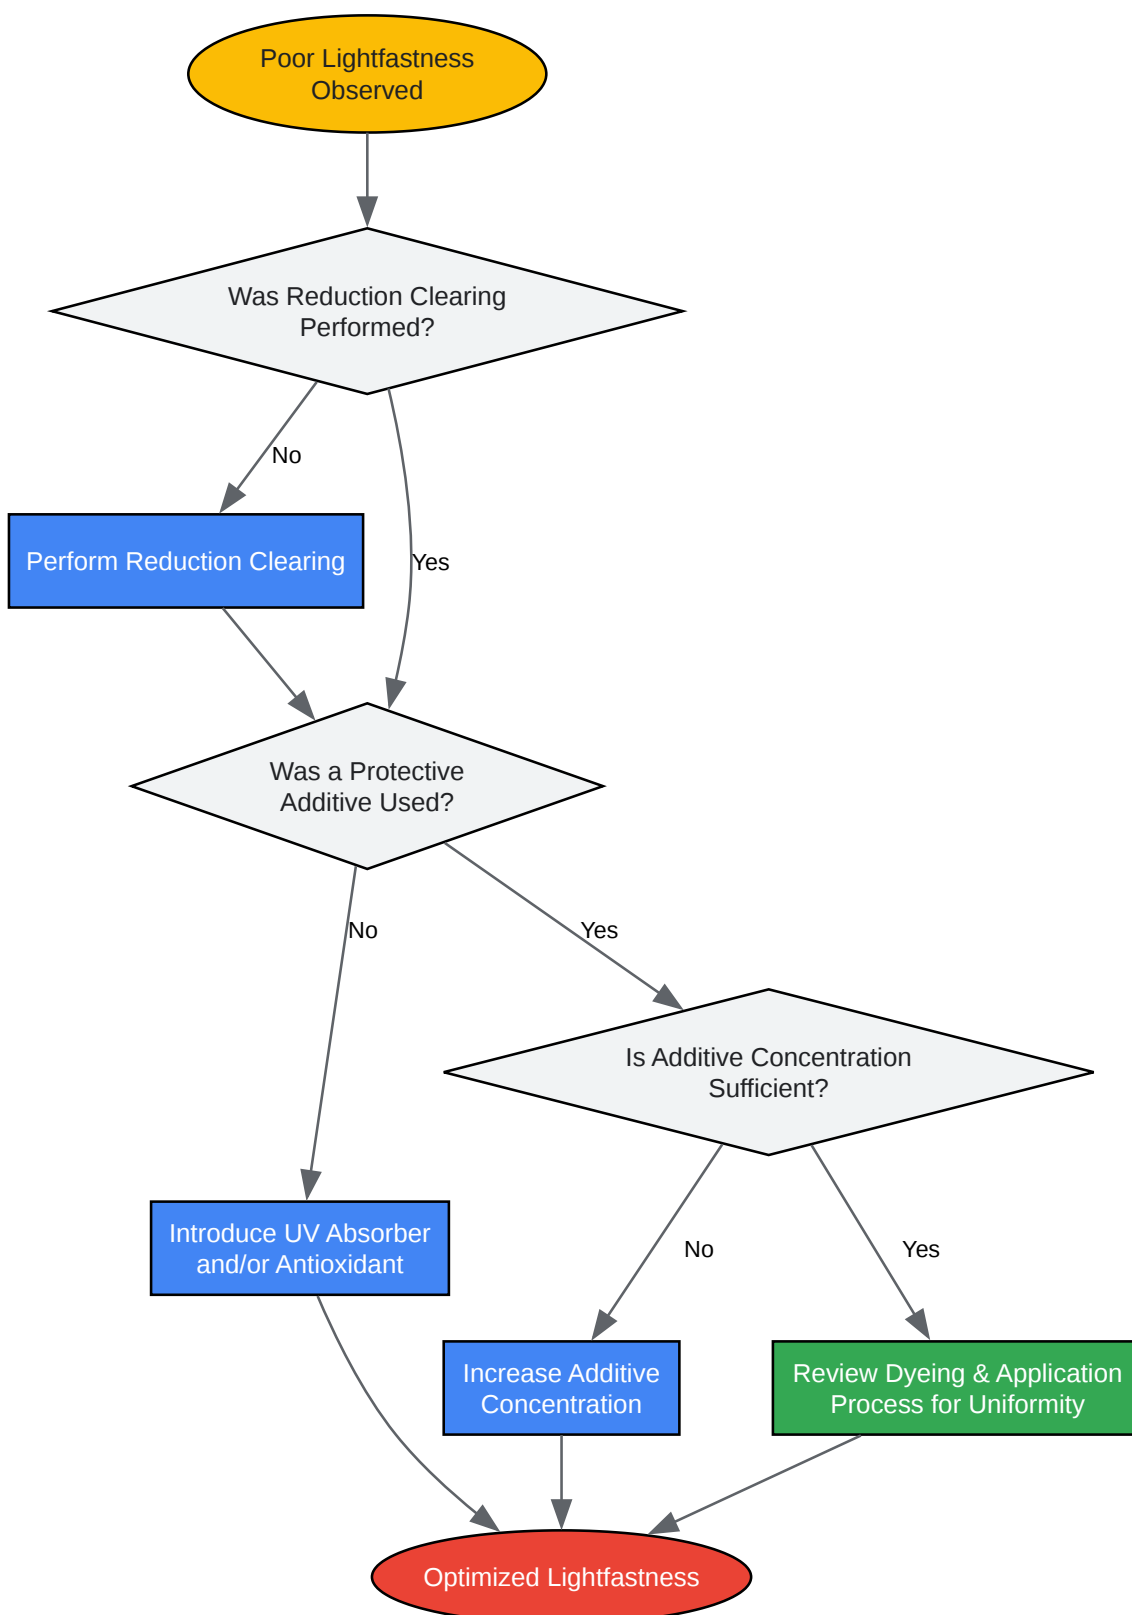 Poor Lightfastness
Observed
Was Reduction Clearing
Performed?
No
Perform Reduction Clearing
Yes
Was a Protective
Additive Used?
No
Yes
Is Additive Concentration
Sufficient?
Introduce UV Absorber
and/or Antioxidant
No
Yes
Increase Additive
Concentration
Review Dyeing & Application
Process for Uniformity
Optimized Lightfastness